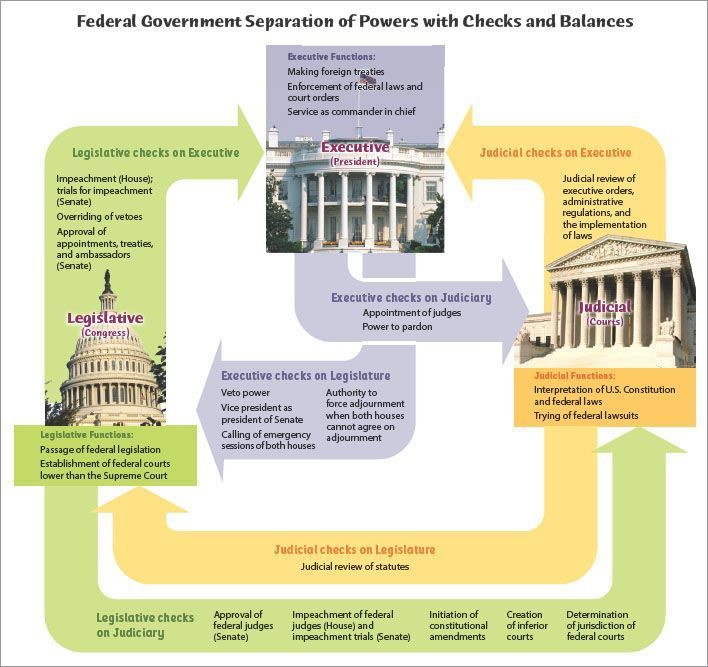 Federal Government Separation of Powers with Checks and Balances
Executive Functions:
Making foreign treaties
Enforcement of federal laws and
court orders
Service as commander in chief
Executive
(President)
Legislative checks on Executive
Impeachment (House);
trials for impeachment
(Senate)
Overriding of vetoes
Approval of
appointments, treaties,
and ambassadors
(Senate)
Judicial checks on Executive
Judicial review of
executive orders,
administrative
regulations, and
the implementation
of laws
Legislative
(Congress)
Executive checks on Judiciary
Appointment of judges
Power to pardon
Judicial
(Courts)
Executive checks on Legislature
Veto power
Vice president as
president of Senate
Calling of emergency
sessions of both houses
Authority to
force adjournment
when both houses
cannot agree on
adjournment
Judicial Functions:
Interpretation of U.S. Constitution
and federal laws
Trying of federal lawsuits
Legislative Functions:
Passage of federal legislation
Establishment of federal courts
lower than the Supreme Court
Judicial checks on Legislature
Judicial review of statutes
Legislative checks
on Judiciary
Approval of
federal judges
(Senate)
Impeachment of federal
judges (House) and
impeachment trials (Senate)
Initiation of
constitutional
amendments
Creation
of inferior
courts
Determination
of jurisdiction of
federal courts